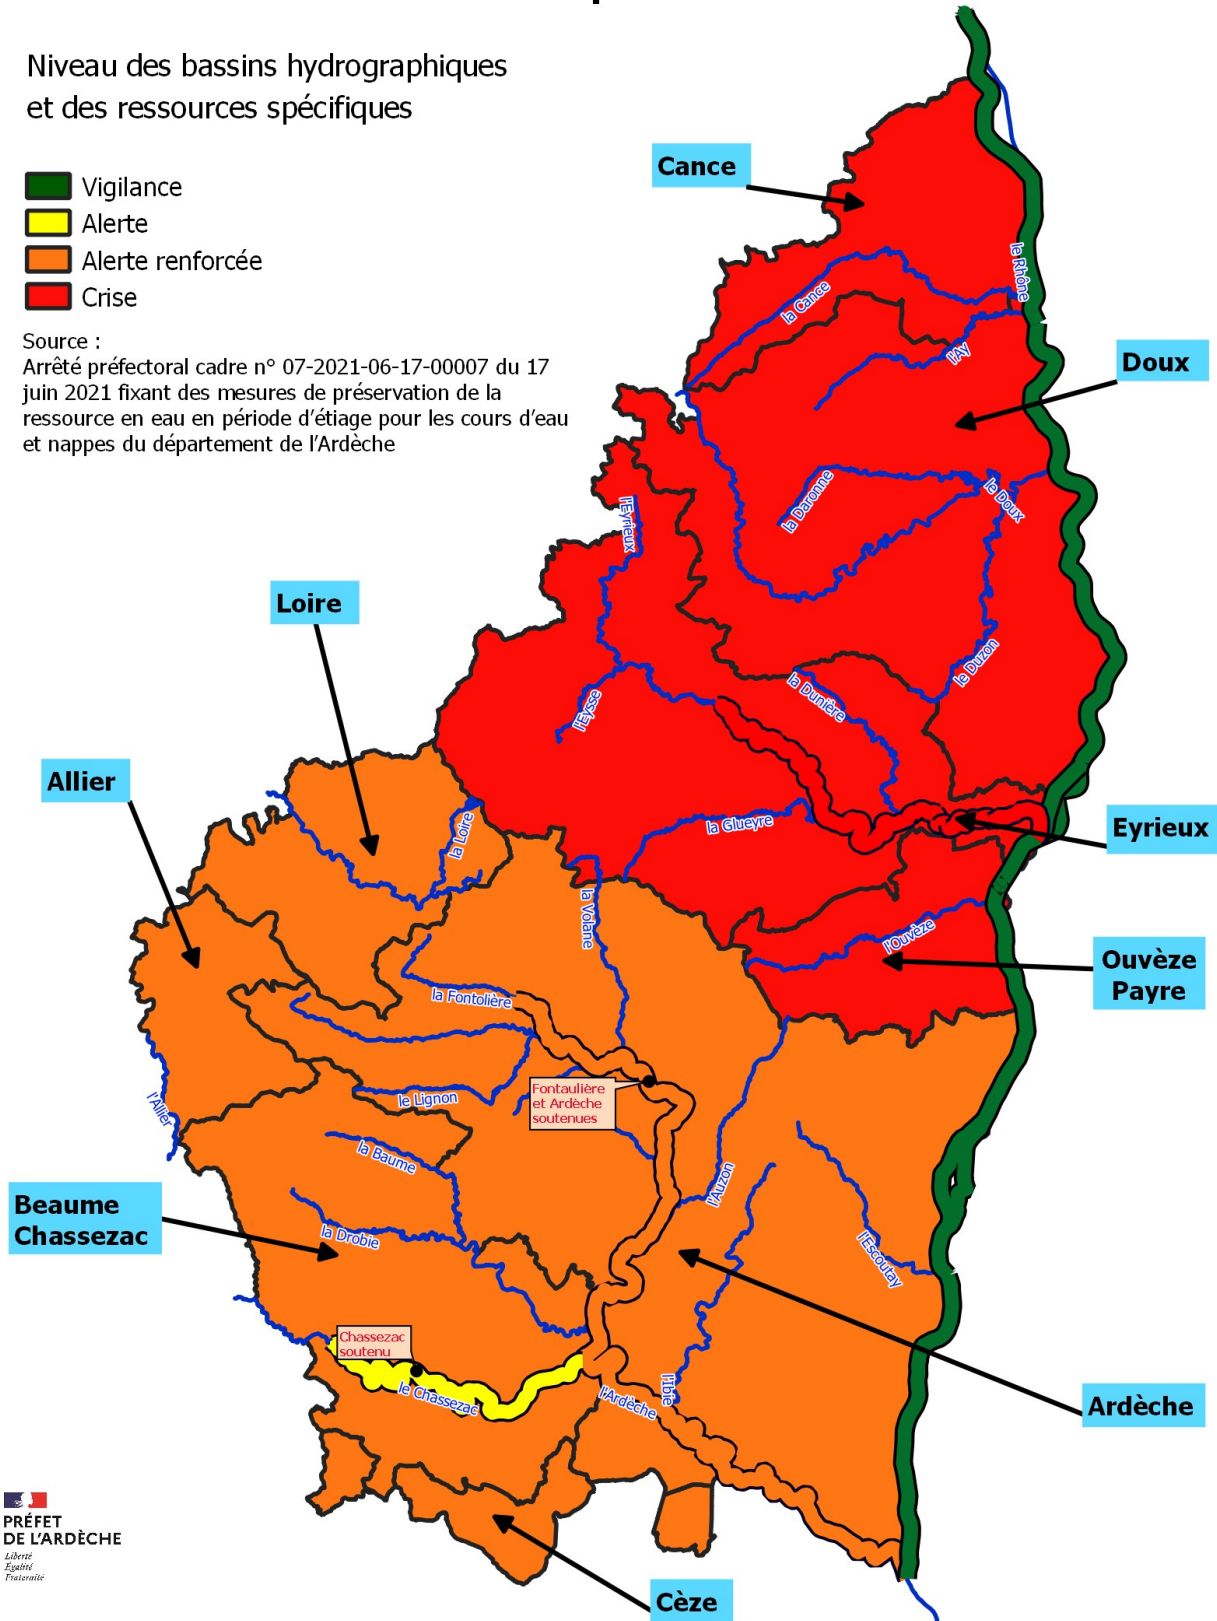 Niveau des bassins hydrographiques
et des ressources spécifiques
Vigilance
Alerte
Alerte renforcée
Crise
Source :
Arrêté préfectoral cadre n° 07-2021-06-17-00007 du 17
juin 2021 fixant des mesures de préservation de la
ressource en eau en période d'étiage pour les cours d'eau
et nappes du département de l'Ardèche
Cance
le Rhône
la Cance
l'Ay
Doux
la Daronne
le Doux
l'Eyrieux
Loire
le Duzon
la Dunière
l'Eysse
Allier
la Loire
la Glueyre
Eyrieux
la Volane
l'Ouvèze
Ouvèze
Payre
la Fontolière
Fontaulière
et Ardèche
soutenues
le Lignon
l'Allier
la Baume
l'Auzon
Beaume
Chassezac
la Drobie
l'Escoutay
Chassezac
soutenu
le Chassezac
l'Ardèche
l'Ibie
Ardèche
Cèze
PRÉFET
DE L'ARDÈCHE
Liberté
Égalité
Fraternité